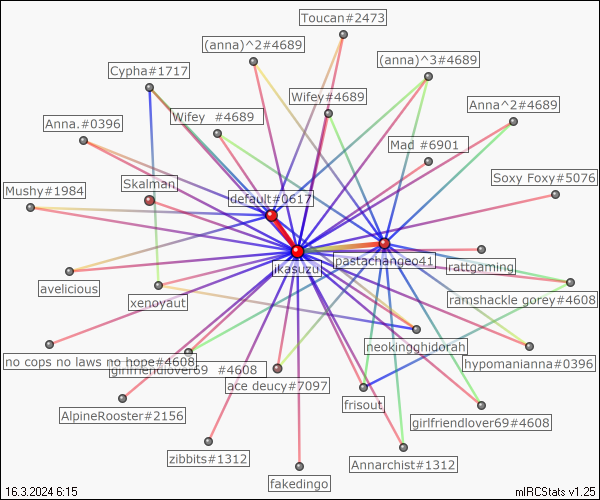 Toucan#2473
(anna)^2#4689
(anna)^3#4689
Cypha#1717
Wifey#4689
Anna^2#4689
Wifey #4689
Anna.#0396
Mad #6901
Soxy Foxy#5076
Skalman
Mushy#1984
default#0617
pastachangeo41
ikasuzu
rattgaming
avelicious
xenoyaut
ramshackle gorey#4608
neokingghidorah
no cops no laws no hope#4608
hypomanianna#0396
girlfriendlover69 #4608
ace deucy#7097
frisout
AlpineRooster#2156
girlfriendlover69#4608
zibbits#1312
Annarchist#1312
fakedingo
16.3.2024 6:15
mIRCStats v1.25